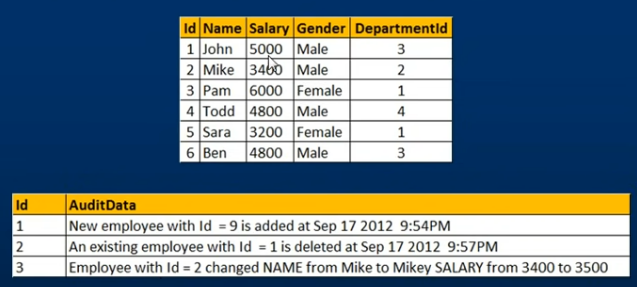 Id Name Salary Gender DepartmentId
1 John 5000 Male 3
2 Mike 3400 Male 2
3 Pam 6000 Female 1
4 Todd 4800 Male 4
5 Sara 3200 Female 1
6 Ben 4800 Male 3
Id AuditData
1 New employee with Id = 9 is added at Sep 17 2012 9:54PM
2 An existing employee with Id = 1 is deleted at Sep 17 2012 9:57PM
3 Employee with Id = 2 changed NAME from Mike to Mikey SALARY from 3400 to 3500